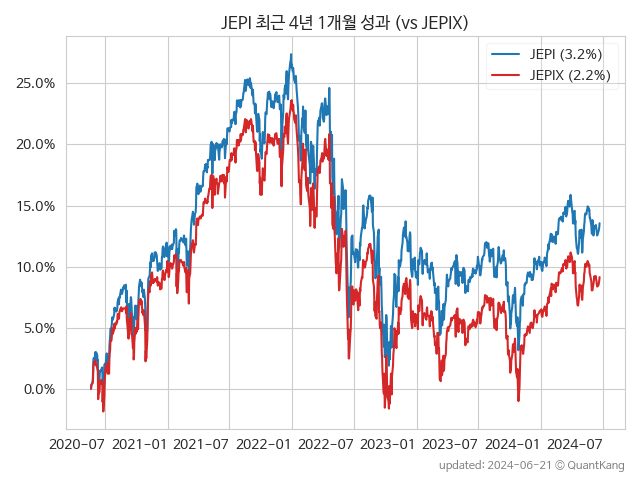 JEPI 최근 4년 1개월 성과 (vs JEPIX)
JEPI (3.2%)
JEPIX (2.2%)
25.0%
20.0%
15.0%
10.0%
5.0%
0.0%
2020-07 2021-01 2021-07 2022-01 2022-07 2023-01 2023-07 2024-01 2024-07
updated: 2024-06-21 © QuantKang